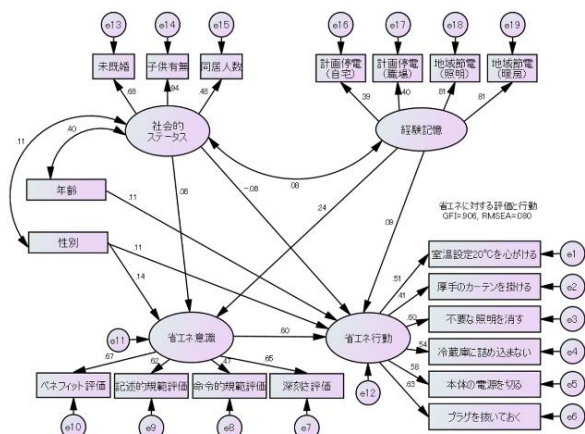 e13
e14
e15
e16
e17
e18
e19
未既婚
子供有無
同居人数
計画停電
(自宅)
計画停電
(職場)
地域節電
(照明)
地域節電
(暖房)
.68
.94
.48
.39
.40
.81
.81
社会的
ステータス
経験記憶
.11
.40
.08
.08
-.08
.24
.09
年齢
.11
省エネに対する評価と行動
GFI=.906, RMSEA=.080
性別
.11
.14
室温設定20℃を心がける
e1
.51
厚手のカーテンを掛ける
e2
.41
不要な照明を消す
e3
.60
冷蔵庫に詰め込まない
e4
.54
本体の電源を切る
e5
.58
プラグを抜いておく
e6
.63
e11
省エネ意識
.60
省エネ行動
e12
.67
.62
.47
.65
ベネフィット評価
記述的規範評価
命令的規範評価
深刻さ評価
e10
e9
e8
e7